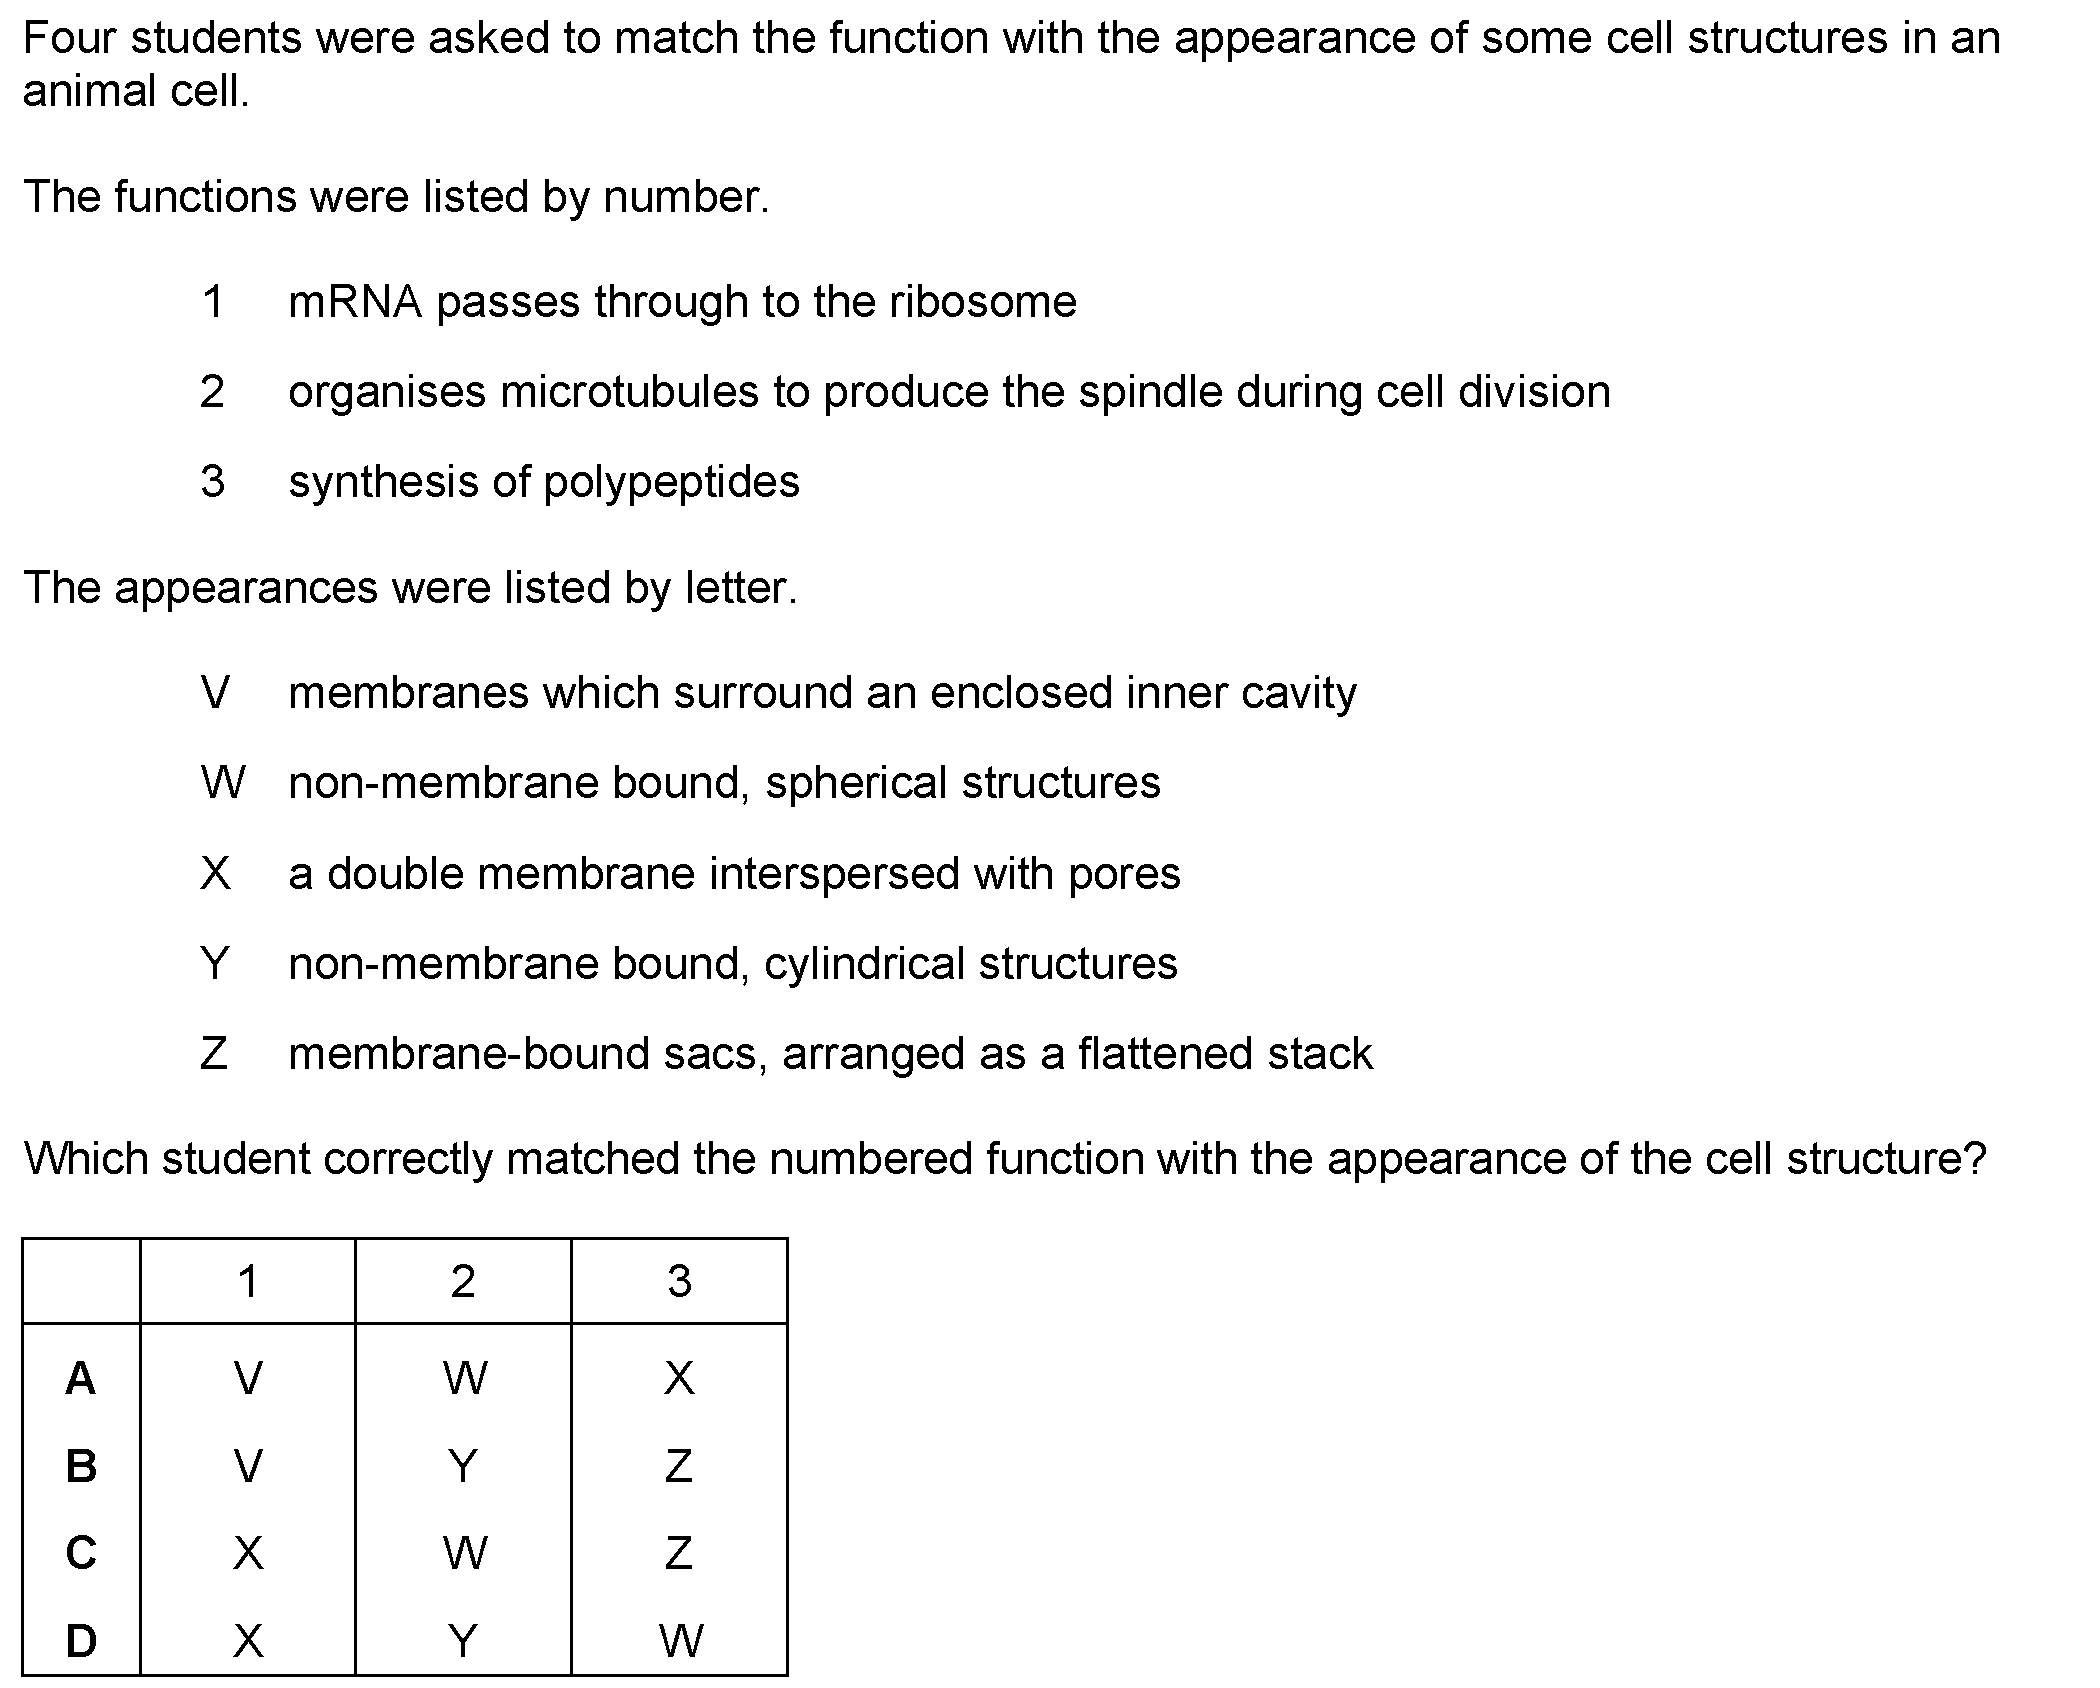 Four students were asked to match the function with the appearance of some cell structures in an
animal cell.
The functions were listed by number.
1 mRNA passes through to the ribosome
2 organises microtubules to produce the spindle during cell division
3 synthesis of polypeptides
The appearances were listed by letter.
V membranes which surround an enclosed inner cavity
W non-membrane bound, spherical structures
X a double membrane interspersed with pores
Y non-membrane bound, cylindrical structures
Z membrane-bound sacs, arranged as a flattened stack
Which student correctly matched the numbered function with the appearance of the cell structure?
1 2 3
A V W X
B V Y Z
C X W Z
D X Y W